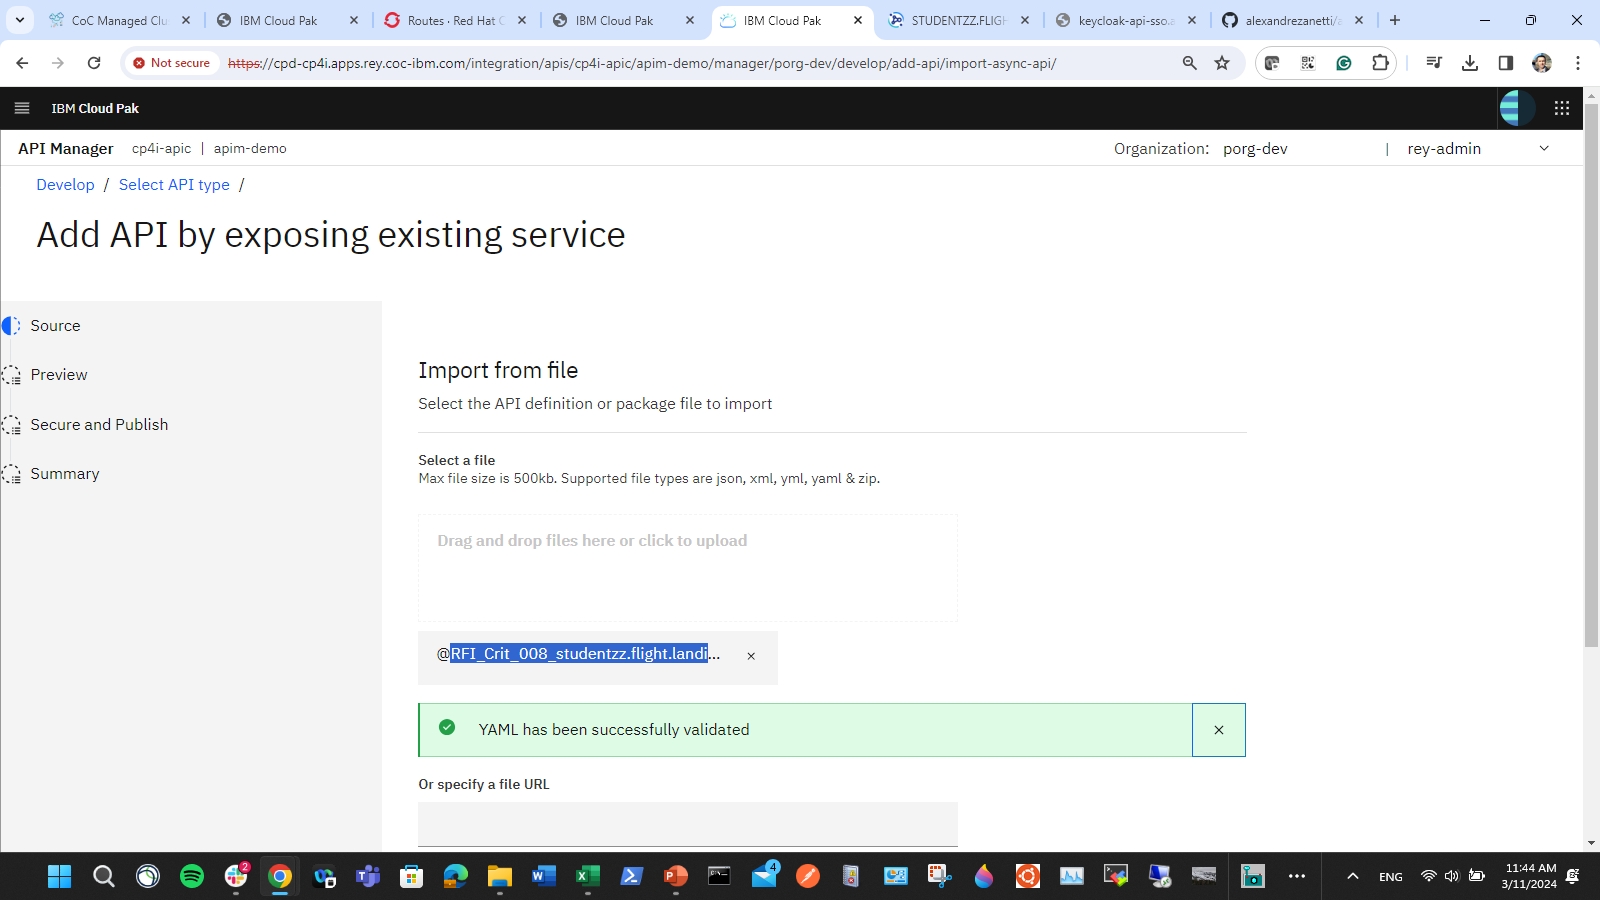 CoC Managed Clu
IBM Cloud Pak
Routes · Red Hat C
IBM Cloud Pak
IBM Cloud Pak
STUDENTZZ.FLIGH
keycloak-api-sso.a
alexandrezanetti/a
Not secure
https://cpd-cp4i.apps.rey.coc-ibm.com/integration/apis/cp4i-apic/apim-demo/manager/porg-dev/develop/add-api/import-async-api/
IBM Cloud Pak
API Manager cp4i-apic | apim-demo
Organization: porg-dev | rey-admin
Develop / Select API type /
Add API by exposing existing service
Source
Preview
Secure and Publish
Summary
Import from file
Select the API definition or package file to import
Select a file
Max file size is 500kb. Supported file types are json, xml, yml, yaml & zip.
Drag and drop files here or click to upload
@RFI_Crit_008_studentzz.flight.landi...
YAML has been successfully validated
Or specify a file URL
2
4
ENG
11:44 AM
3/11/2024